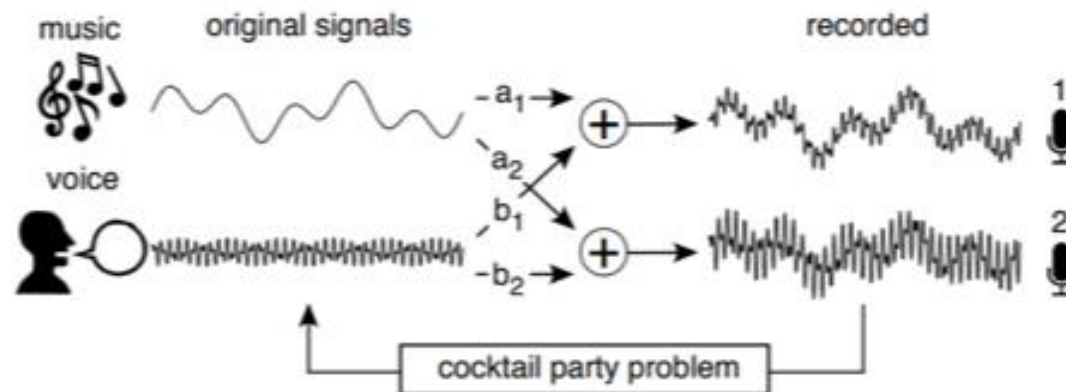 music original signals recorded
a₁
1
a₂
voice
b₁
2
b₂
cocktail party problem